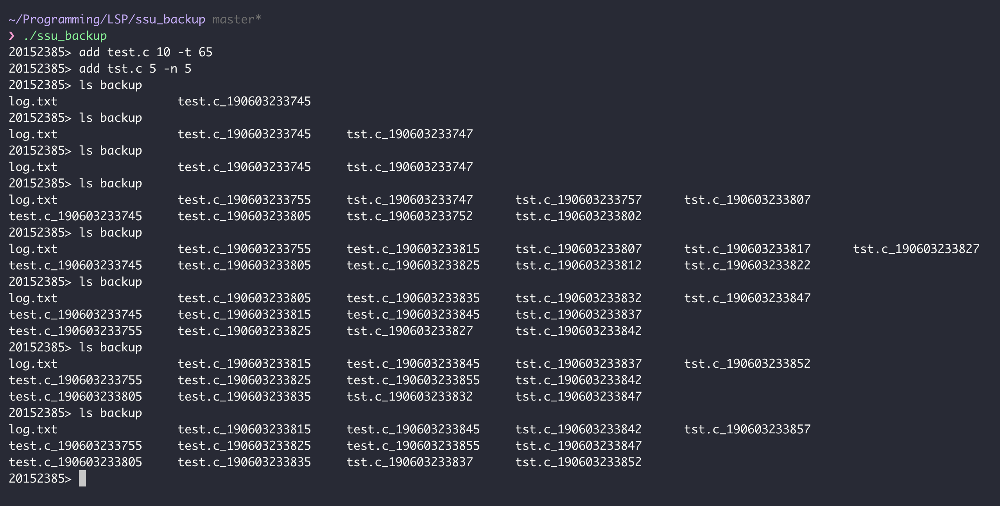 ~/Programming/LSP/ssu_backup master*
❯ ./ssu_backup
20152385> add test.c 10 -t 65
20152385> add tst.c 5 -n 5
20152385> ls backup
log.txt                 test.c_190603233745
20152385> ls backup
log.txt                 test.c_190603233745     tst.c_190603233747
20152385> ls backup
log.txt                 test.c_190603233745     tst.c_190603233747
20152385> ls backup
log.txt                 test.c_190603233755     tst.c_190603233747      tst.c_190603233757      tst.c_190603233807
test.c_190603233745     test.c_190603233805     tst.c_190603233752      tst.c_190603233802
20152385> ls backup
log.txt                 test.c_190603233755     test.c_190603233815     tst.c_190603233807      tst.c_190603233817      tst.c_190603233827
test.c_190603233745     test.c_190603233805     test.c_190603233825     tst.c_190603233812      tst.c_190603233822
20152385> ls backup
log.txt                 test.c_190603233805     test.c_190603233835     tst.c_190603233832      tst.c_190603233847
test.c_190603233745     test.c_190603233815     test.c_190603233845     tst.c_190603233837
test.c_190603233755     test.c_190603233825     tst.c_190603233827      tst.c_190603233842
20152385> ls backup
log.txt                 test.c_190603233815     test.c_190603233845     tst.c_190603233837      tst.c_190603233852
test.c_190603233755     test.c_190603233825     test.c_190603233855     tst.c_190603233842
test.c_190603233805     test.c_190603233835     tst.c_190603233832      tst.c_190603233847
20152385> ls backup
log.txt                 test.c_190603233815     test.c_190603233845     tst.c_190603233842      tst.c_190603233857
test.c_190603233755     test.c_190603233825     test.c_190603233855     tst.c_190603233847
test.c_190603233805     test.c_190603233835     tst.c_190603233837      tst.c_190603233852
20152385>